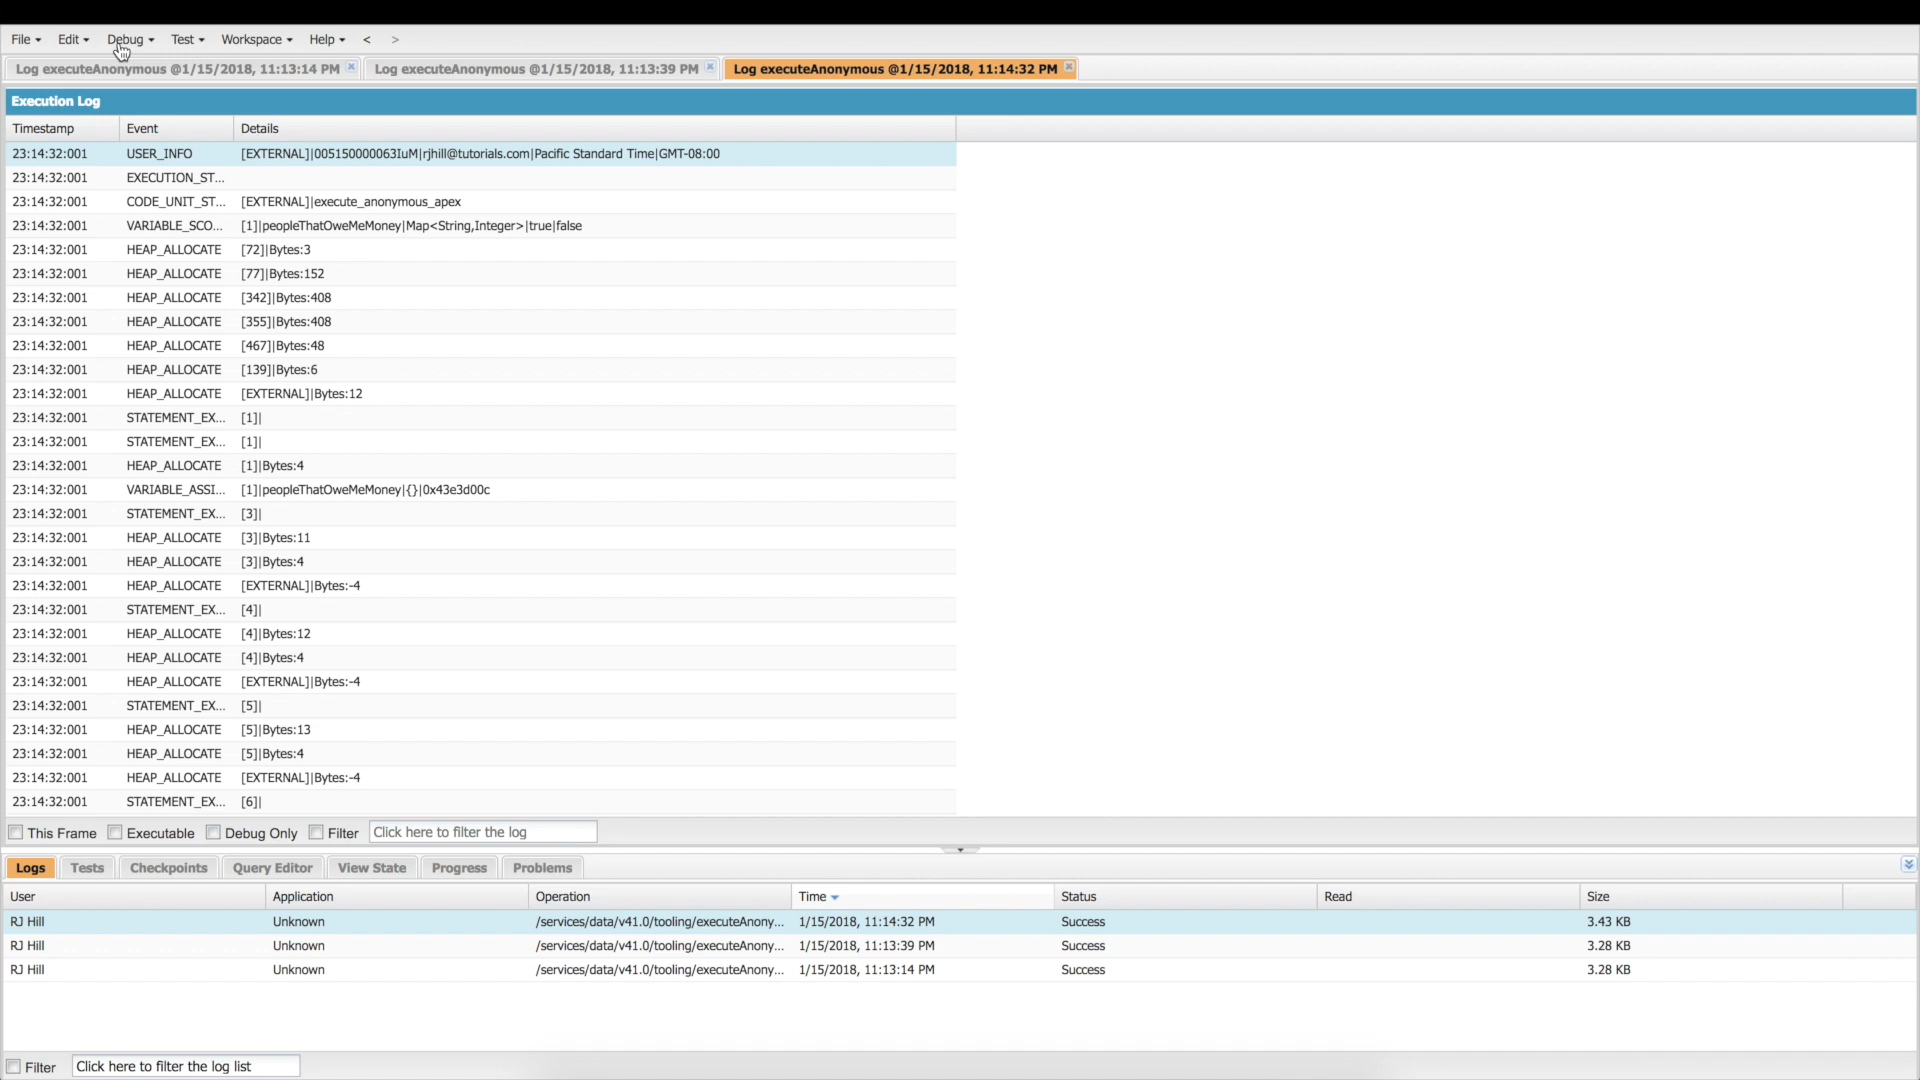 File Edit Debug Test Workspace Help < >
Log executeAnonymous @1/15/2018, 11:13:14 PM Log executeAnonymous @1/15/2018, 11:13:39 PM Log executeAnonymous @1/15/2018, 11:14:32 PM
Execution Log
Timestamp Event Details
23:14:32:001 USER_INFO [EXTERNAL]|005150000063IuM|rjhill@tutorials.com|Pacific Standard Time|GMT-08:00
23:14:32:001 EXECUTION_ST...
23:14:32:001 CODE_UNIT_ST... [EXTERNAL]|execute_anonymous_apex
23:14:32:001 VARIABLE_SCO... [1]|peopleThatOweMeMoney|Map<String,Integer>|true|false
23:14:32:001 HEAP_ALLOCATE [72]|Bytes:3
23:14:32:001 HEAP_ALLOCATE [77]|Bytes:152
23:14:32:001 HEAP_ALLOCATE [342]|Bytes:408
23:14:32:001 HEAP_ALLOCATE [355]|Bytes:408
23:14:32:001 HEAP_ALLOCATE [467]|Bytes:48
23:14:32:001 HEAP_ALLOCATE [139]|Bytes:6
23:14:32:001 HEAP_ALLOCATE [EXTERNAL]|Bytes:12
23:14:32:001 STATEMENT_EX... [1]|
23:14:32:001 STATEMENT_EX... [1]|
23:14:32:001 HEAP_ALLOCATE [1]|Bytes:4
23:14:32:001 VARIABLE_ASSI... [1]|peopleThatOweMeMoney|{}|0x43e3d00c
23:14:32:001 STATEMENT_EX... [3]|
23:14:32:001 HEAP_ALLOCATE [3]|Bytes:11
23:14:32:001 HEAP_ALLOCATE [3]|Bytes:4
23:14:32:001 HEAP_ALLOCATE [EXTERNAL]|Bytes:-4
23:14:32:001 STATEMENT_EX... [4]|
23:14:32:001 HEAP_ALLOCATE [4]|Bytes:12
23:14:32:001 HEAP_ALLOCATE [4]|Bytes:4
23:14:32:001 HEAP_ALLOCATE [EXTERNAL]|Bytes:-4
23:14:32:001 STATEMENT_EX... [5]|
23:14:32:001 HEAP_ALLOCATE [5]|Bytes:13
23:14:32:001 HEAP_ALLOCATE [5]|Bytes:4
23:14:32:001 HEAP_ALLOCATE [EXTERNAL]|Bytes:-4
23:14:32:001 STATEMENT_EX... [6]|
This Frame Executable Debug Only Filter Click here to filter the log
Logs Tests Checkpoints Query Editor View State Progress Problems
User Application Operation Time Status Read Size
RJ Hill Unknown /services/data/v41.0/tooling/executeAnony... 1/15/2018, 11:14:32 PM Success 3.43 KB
RJ Hill Unknown /services/data/v41.0/tooling/executeAnony... 1/15/2018, 11:13:39 PM Success 3.28 KB
RJ Hill Unknown /services/data/v41.0/tooling/executeAnony... 1/15/2018, 11:13:14 PM Success 3.28 KB
Filter Click here to filter the log list